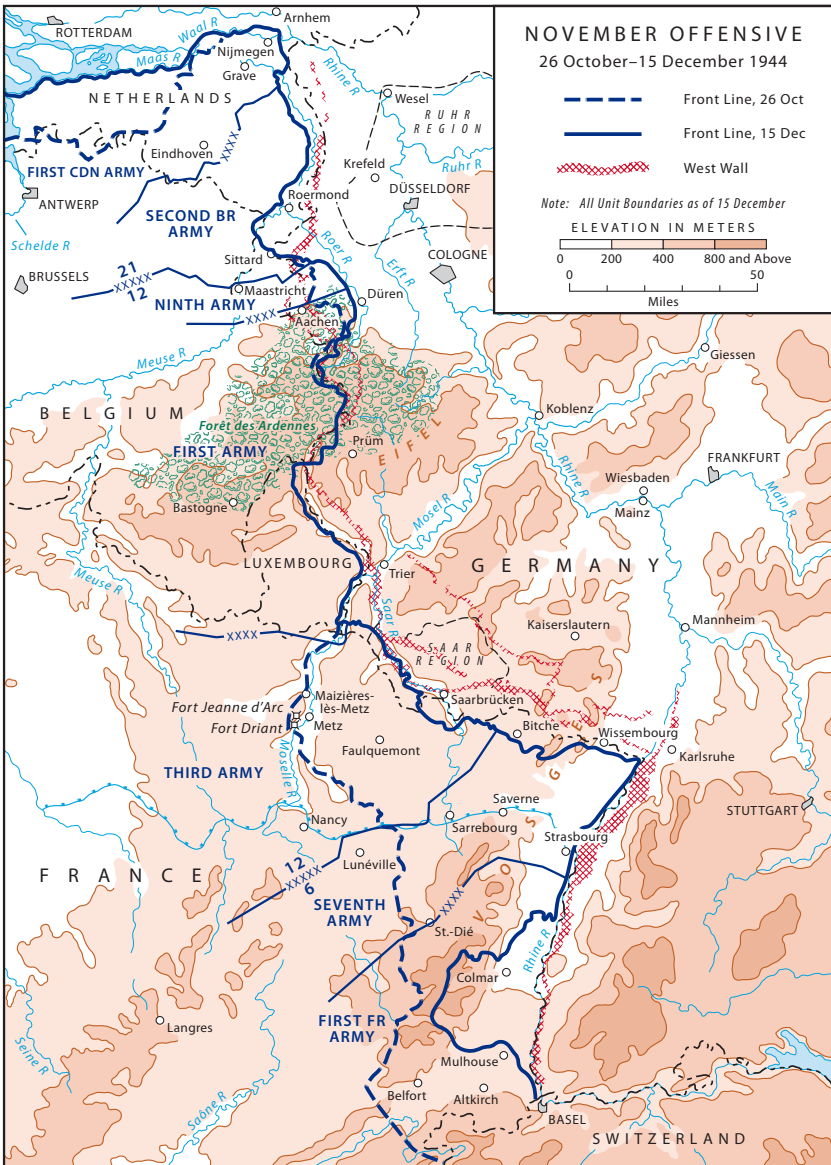 NOVEMBER OFFENSIVE
26 October–15 December 1944
Front Line, 26 Oct
Front Line, 15 Dec
West Wall
Note: All Unit Boundaries as of 15 December
ELEVATION IN METERS
0 200 400 800 and Above
0 50
Miles
ROTTERDAM
Arnhem
Waal R
Nijmegen
Maas R
Grave
Rhine R
NETHERLANDS
Wesel
RUHR
REGION
Eindhoven
XXXX
Ruhr R
FIRST CDN ARMY
Krefeld
DÜSSELDORF
ANTWERP
Roermond
SECOND BR
ARMY
Schelde R
Roer R
Erft R
COLOGNE
Sittard
BRUSSELS
21
XXXXX
12
Maastricht
NINTH ARMY
Düren
XXXX
Aachen
Meuse R
Giessen
BELGIUM
Koblenz
Forêt des Ardennes
FIRST ARMY
Prüm
EIFEL
FRANKFURT
Rhine R
Wiesbaden
Mainz
Main R
Bastogne
Mosel R
LUXEMBOURG
Trier
GERMANY
Meuse R
Saar R
XXXX
Kaiserslautern
Mannheim
SAAR
REGION
Maizières-
lès-Metz
Saarbrücken
Fort Jeanne d'Arc
Fort Driant
Metz
Bitche
Wissembourg
Karlsruhe
Faulquemont
Moselle R
THIRD ARMY
VOSGES
STUTTGART
Nancy
Saverne
Sarrebourg
Strasbourg
Lunéville
FRANCE
12
XXXXX
6
XXXX
SEVENTH
ARMY
St.-Dié
Rhine R
Colmar
Langres
FIRST FR
ARMY
Seine R
Mulhouse
Saône R
Belfort
Altkirch
BASEL
SWITZERLAND